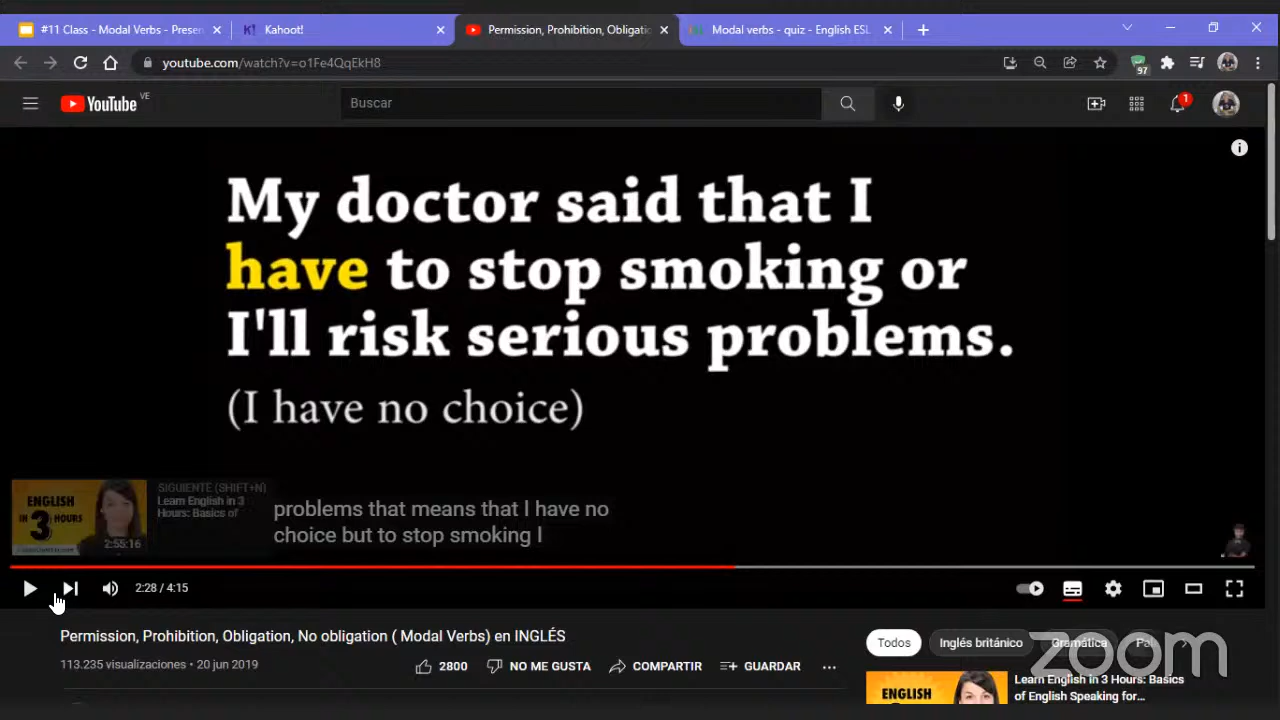 #11 Class - Modal Verbs - Presen
Kahoot!
Permission, Prohibition, Obligatio
Modal verbs - quiz - English ESL
youtube.com/watch?v=o1Fe4QqEkH8
97
YouTube VE
Buscar
1
My doctor said that I
have to stop smoking or
I'll risk serious problems.
(I have no choice)
SIGUIENTE (SHIFT+N)
Learn English in 3
Hours: Basics of
ENGLISH
IN 3 HOURS
2:55:16
problems that means that I have no
choice but to stop smoking I
2:28 / 4:15
Permission, Prohibition, Obligation, No obligation ( Modal Verbs) en INGLÉS
113.235 visualizaciones • 20 jun 2019
2800
NO ME GUSTA
COMPARTIR
GUARDAR
Todos
Inglés británico
Gramática
zoom
Learn English in 3 Hours: Basics
of English Speaking for...
ENGLISH